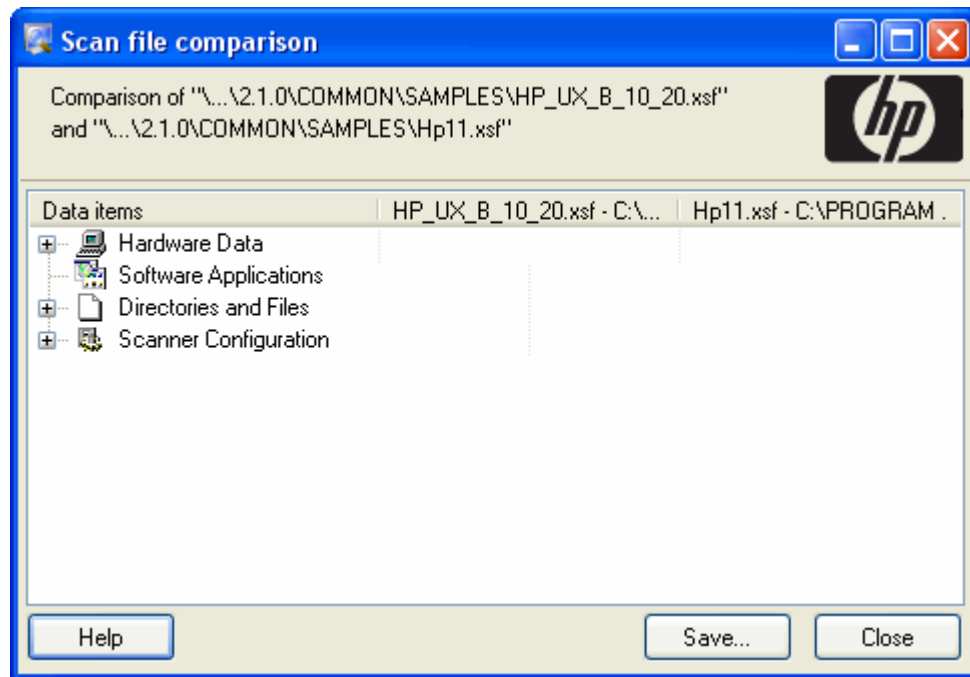 Scan file comparison
Comparison of "\...\2.1.0\COMMON\SAMPLES\HP_UX_B_10_20.xsf"
and "\...\2.1.0\COMMON\SAMPLES\Hp11.xsf"
hp
Data items HP_UX_B_10_20.xsf - C:\... Hp11.xsf - C:\PROGRAM .
Hardware Data
Software Applications
Directories and Files
Scanner Configuration
Help Save... Close